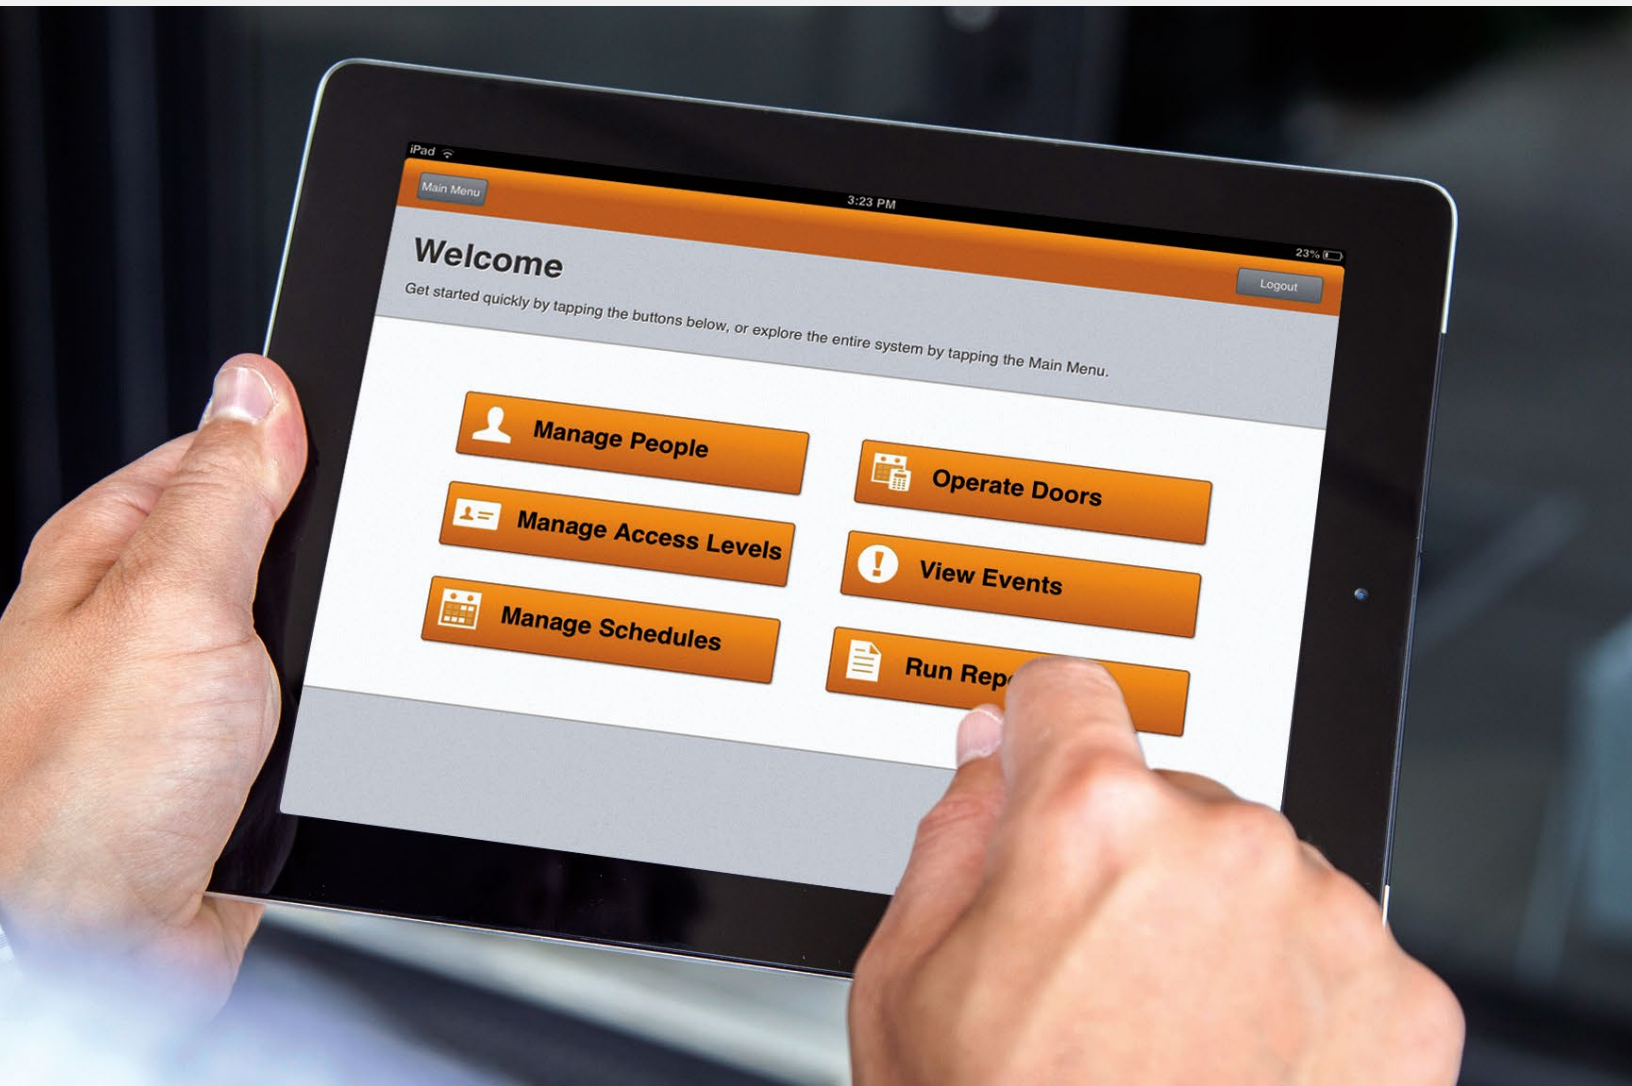 iPad
3:23 PM
23%
Main Menu
Logout
Welcome
Get started quickly by tapping the buttons below, or explore the entire system by tapping the Main Menu.
Manage People
Operate Doors
Manage Access Levels
View Events
Manage Schedules
Run